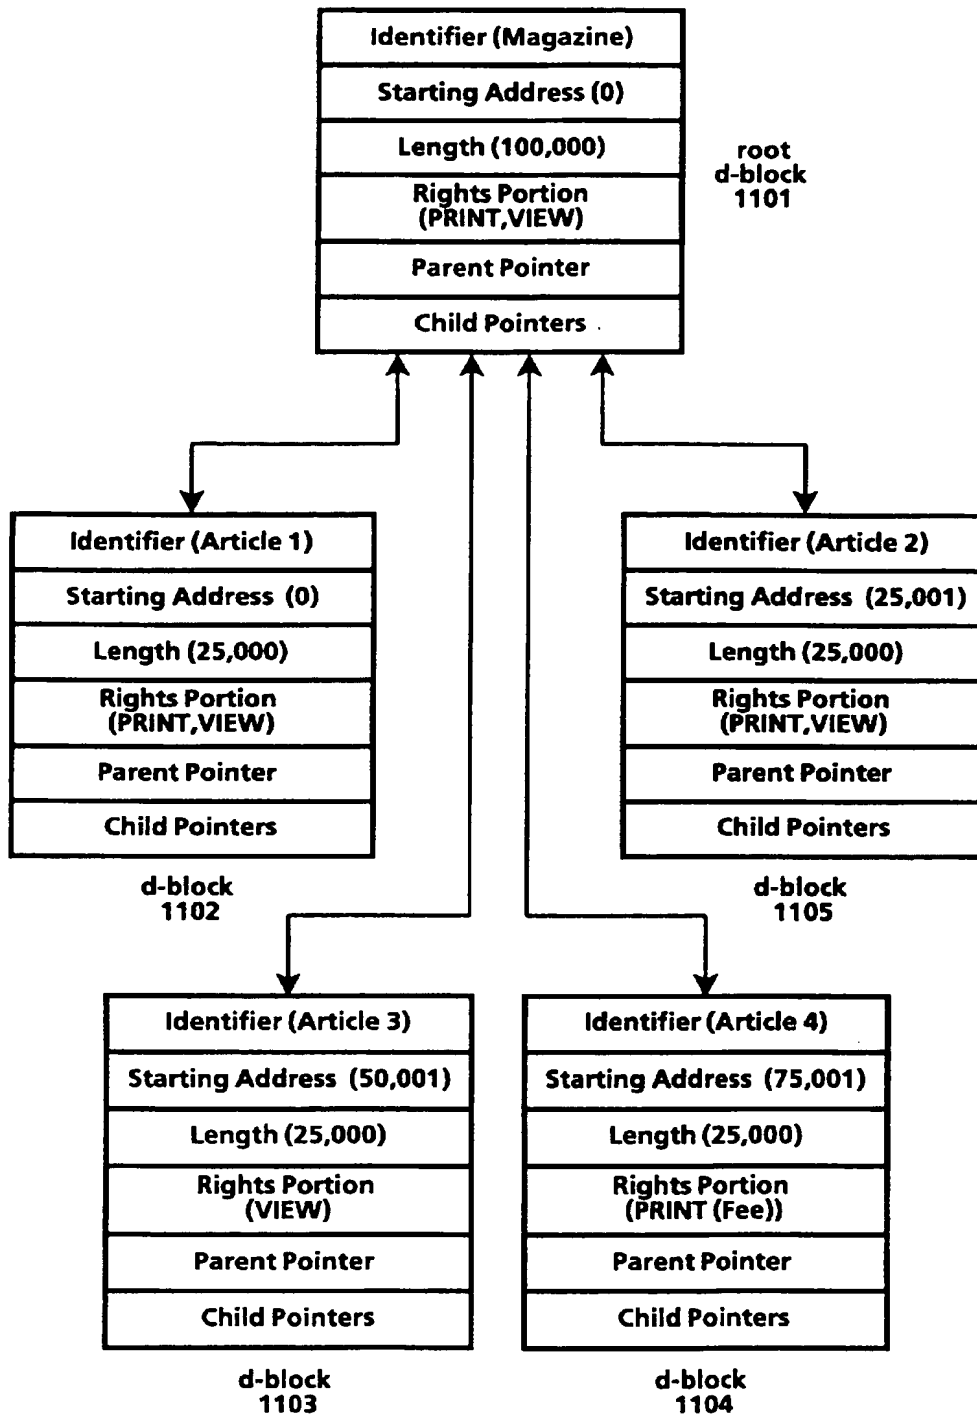 Identifier (Magazine)
Starting Address (0)
Length (100,000)
Rights Portion
(PRINT,VIEW)
Parent Pointer
Child Pointers
root
d-block
1101
Identifier (Article 1)
Starting Address (0)
Length (25,000)
Rights Portion
(PRINT,VIEW)
Parent Pointer
Child Pointers
d-block
1102
Identifier (Article 2)
Starting Address (25,001)
Length (25,000)
Rights Portion
(PRINT,VIEW)
Parent Pointer
Child Pointers
d-block
1105
Identifier (Article 3)
Starting Address (50,001)
Length (25,000)
Rights Portion
(VIEW)
Parent Pointer
Child Pointers
d-block
1103
Identifier (Article 4)
Starting Address (75,001)
Length (25,000)
Rights Portion
(PRINT (Fee))
Parent Pointer
Child Pointers
d-block
1104